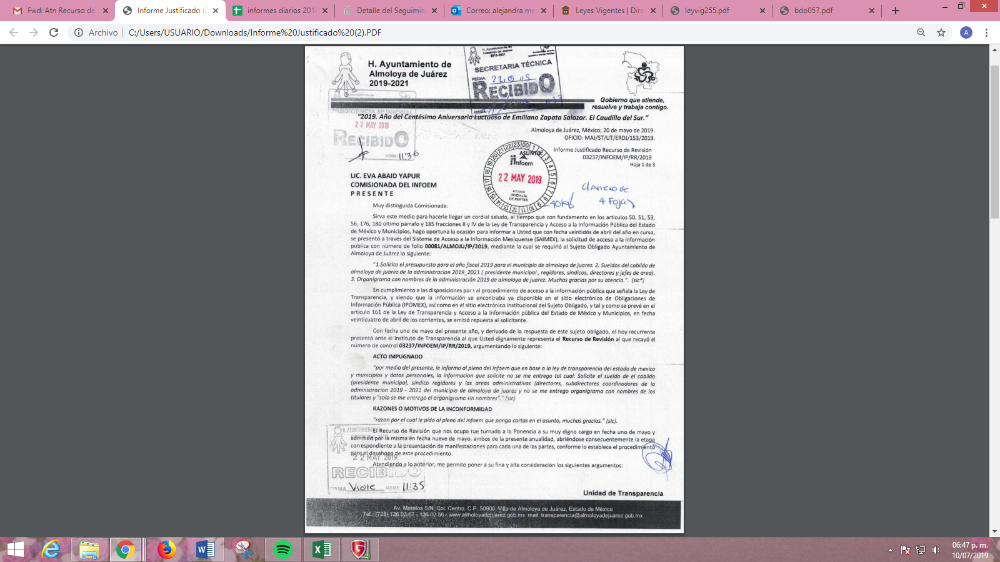 Fwd: Atn Recurso de
Informe Justificado (2
informes diarios 201
Detalle del Seguimie
Correo: alejandra me
Leyes Vigentes | Dire
leyvig255.pdf
bdo057.pdf
Archivo
C:/Users/USUARIO/Downloads/Informe%20Justificado%20(2).PDF
A
H. Ayuntamiento de
Almoloya de Juárez
2019-2021
H. Ayuntamiento de
Almoloya de Juárez
2019-2021
SECRETARIA TÉCNICA
FECHA: 22,05,19
RECIBIDO
Gobierno que atiende,
resuelve y trabaja contigo.
PRESIDENCIA MUNICIPAL
22 MAY 2019
RECIBIDO
HORA: 11:36
"2019. Año del Centésimo Aniversario Luctuoso de Emiliano Zapata Salazar. El Caudillo del Sur."
Almoloya de Juárez, México; 20 de mayo de 2019.
OFICIO: MAJ/ST/UT/ERDJ/153/2019.
ASUNTO:
Informe Justificado Recurso de Revisión
03237/INFOEM/IP/RR/2019
Hoja 1 de 3
infoem
22 MAY 2019
OFICIALÍA
DE PARTES
LIC. EVA ABAID YAPUR
COMISIONADA DEL INFOEM
P R E S E N T E
4 Fojas
Muy distinguida Comisionada:
Sirva este medio para hacerle llegar un cordial saludo, al tiempo que con fundamento en los artículos 50, 51, 53,
56, 176, 180 último párrafo y 185 fracciones II y IV de la Ley de Transparencia y Acceso a la Información Pública del Estado
de México y Municipios, hago oportuna la ocasión para informar a Usted que con fecha veintidós de abril del año en curso,
se presentó a través del Sistema de Acceso a la Información Mexiquense (SAIMEX); la solicitud de acceso a la información
pública con número de folio 00081/ALMOJU/IP/2019, mediante la cual se requirió al Sujeto Obligado Ayuntamiento de
Almoloya de Juárez lo siguiente:
"1.Solicito el presupuesto para el año fiscal 2019 para el municipio de almoloya de juarez. 2. Sueldos del cabildo de
almoloya de juarez de la administracion 2019_2021 ( presidente municipal , regidores, sindicos, directores y jefes de area).
3. Organigrama con nombres de la administración 2019 de almoloya de juarez. Muchas gracias por su atencio.". (sic*)
En cumplimiento a las disposiciones para el procedimiento de acceso a la información pública que señala la Ley de
Transparencia, y siendo que la información se encontraba ya disponible en el sitio electrónico de Obligaciones de
Información Pública (IPOMEX), así como en el sitio electrónico institucional del Sujeto Obligado, y tal y como se prevé en el
artículo 161 de la Ley de Transparencia y Acceso a la Información pública del Estado de México y Municipios, en fecha
veinticuatro de abril de los corrientes, se emitió repuesta al solicitante.
Con fecha uno de mayo del presente año, y derivado de la respuesta de este sujeto obligado, el hoy recurrente
presentó ante el Instituto de Transparencia al que Usted dignamente representa el Recurso de Revisión al que recayó el
número de control 03237/INFOEM/IP/RR/2019, argumentando lo siguiente:
ACTO IMPUGNADO
"por medio del presente, le informo al pleno del infoem que en base a la ley de transparencia del estado de mexico
y municipios y datos personales, la informacion que solicite no se me entrego tal cual: Solicite el sueldo de el cabildo
(presidente municipal, sindico regidores y las areas administrativas (directores, subdirectores coordinadores de la
administracion 2019 - 2021 del municipio de almoloya de juarez y no se me entrego organigrama con nombres de los
titulares y "solo se me entrego el organigrama sin nombres"." (sic).
RAZONES O MOTIVOS DE LA INCONFORMIDAD
"razon por el cual le pido al pleno del infoem que ponga cartas en el asunto, muchas gracias." (sic).
El Recurso de Revisión que nos ocupa fue turnado a la Ponencia a su muy digno cargo en fecha uno de mayo y
admitido por la misma en fecha nueve de mayo, ambos de la presente anualidad, abriéndose consecuentemente la etapa
correspondiente a la presentación de manifestaciones para cada una de las partes, conforme lo establece el procedimiento
para el desahogo de este procedimiento.
Atendiendo a lo anterior, me permito poner a su fina y alta consideración los siguientes argumentos:
H. AYUNTAMIENTO DE
22 MAY 2019
RECIBIDO
FIRMA Viole HORA 11:35
Unidad de Transparencia
Av. Morelos S/N, Col. Centro, C.P. 50900, Villa de Almoloya de Juárez, Estado de México
Tel.: (725) 136 03 67 - 136 02 56 - www.almoloyadejuarez.gob.mx mail: transparencia@almoloyadejuarez.gob.mx
06:47 p. m.
10/07/2019